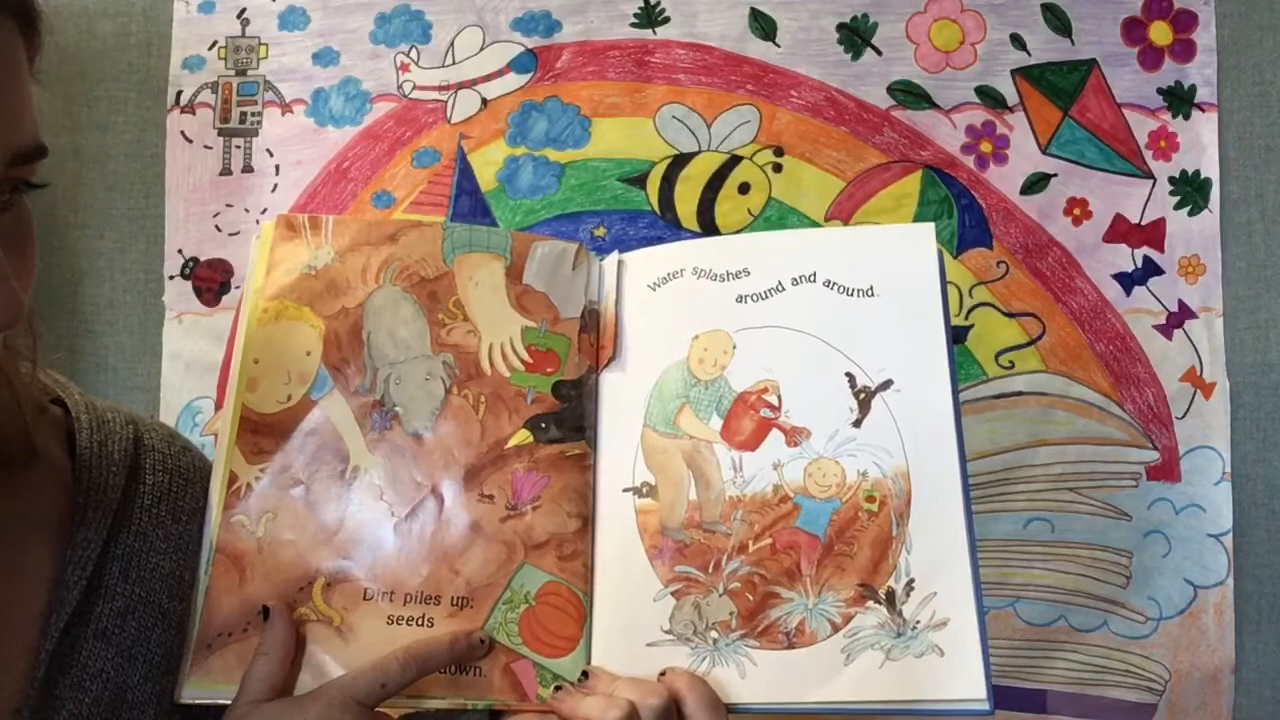 Dirt piles up:
seeds
down.
Water splashes
around and around.